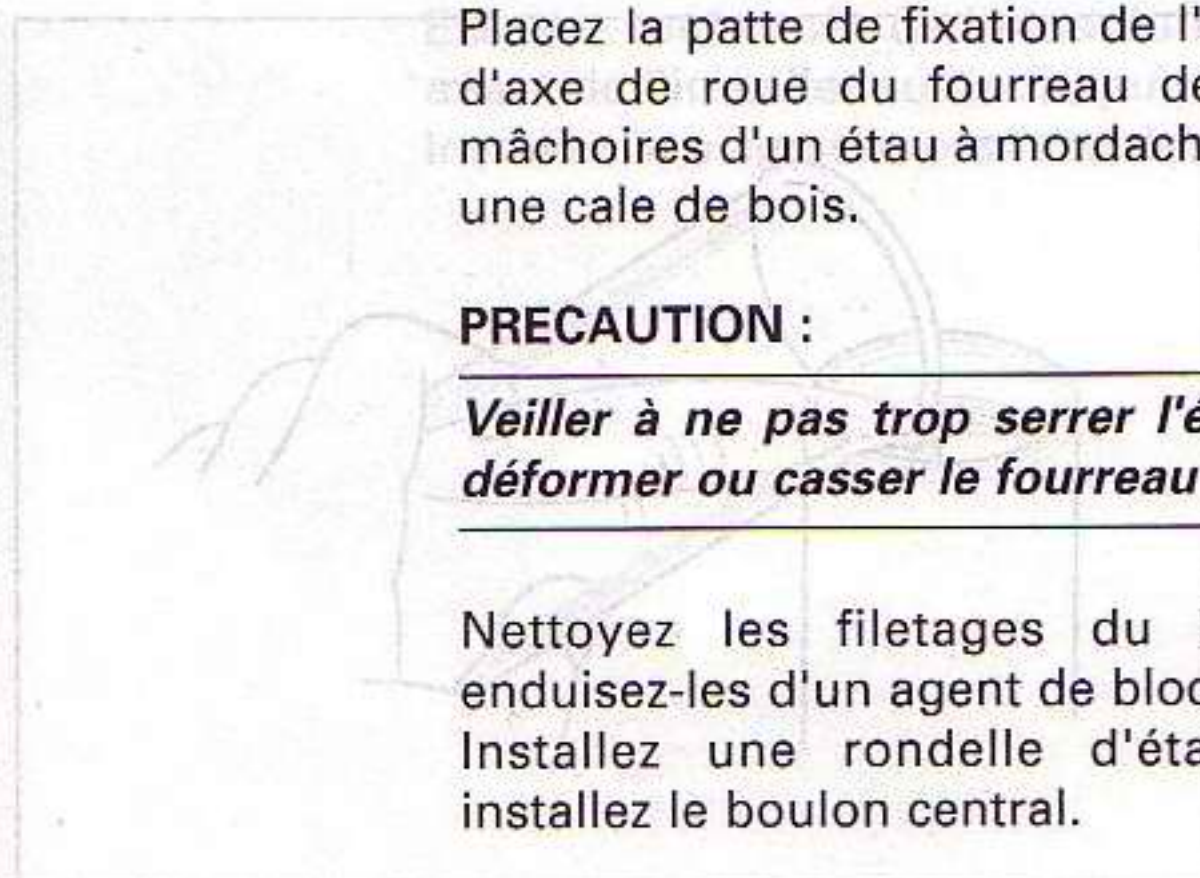 Placez la patte de fixation de l'
d'axe de roue du fourreau de
mâchoires d'un étau à mordach
une cale de bois.
PRECAUTION :
Veiller à ne pas trop serrer l'é
déformer ou casser le fourreau
Nettoyez les filetages du
enduisez-les d'un agent de bloc
Installez une rondelle d'éta
installez le boulon central.